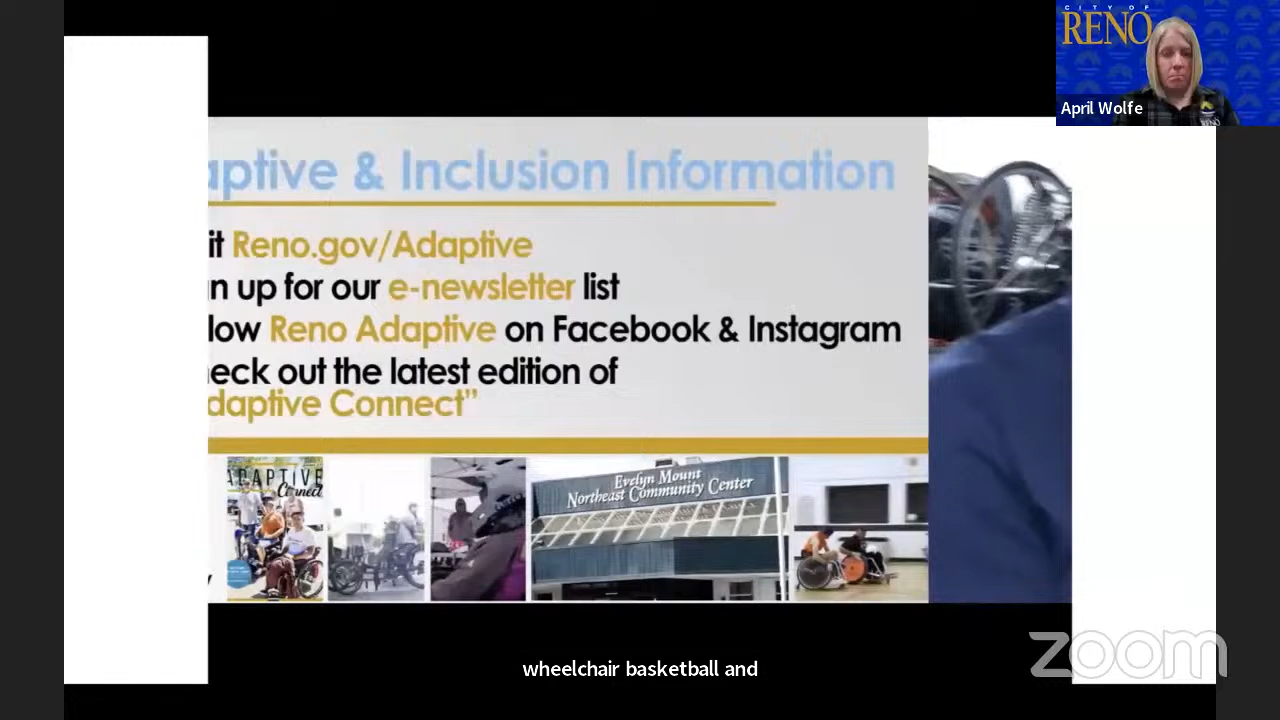 CITY OF
RENO
April Wolfe
RENO
aptive & Inclusion Information
it Reno.gov/Adaptive
n up for our e-newsletter list
low Reno Adaptive on Facebook & Instagram
eck out the latest edition of
daptive Connect”
ADAPTIVE
Connect
Evelyn Mount
Northeast Community Center
wheelchair basketball and
zoom